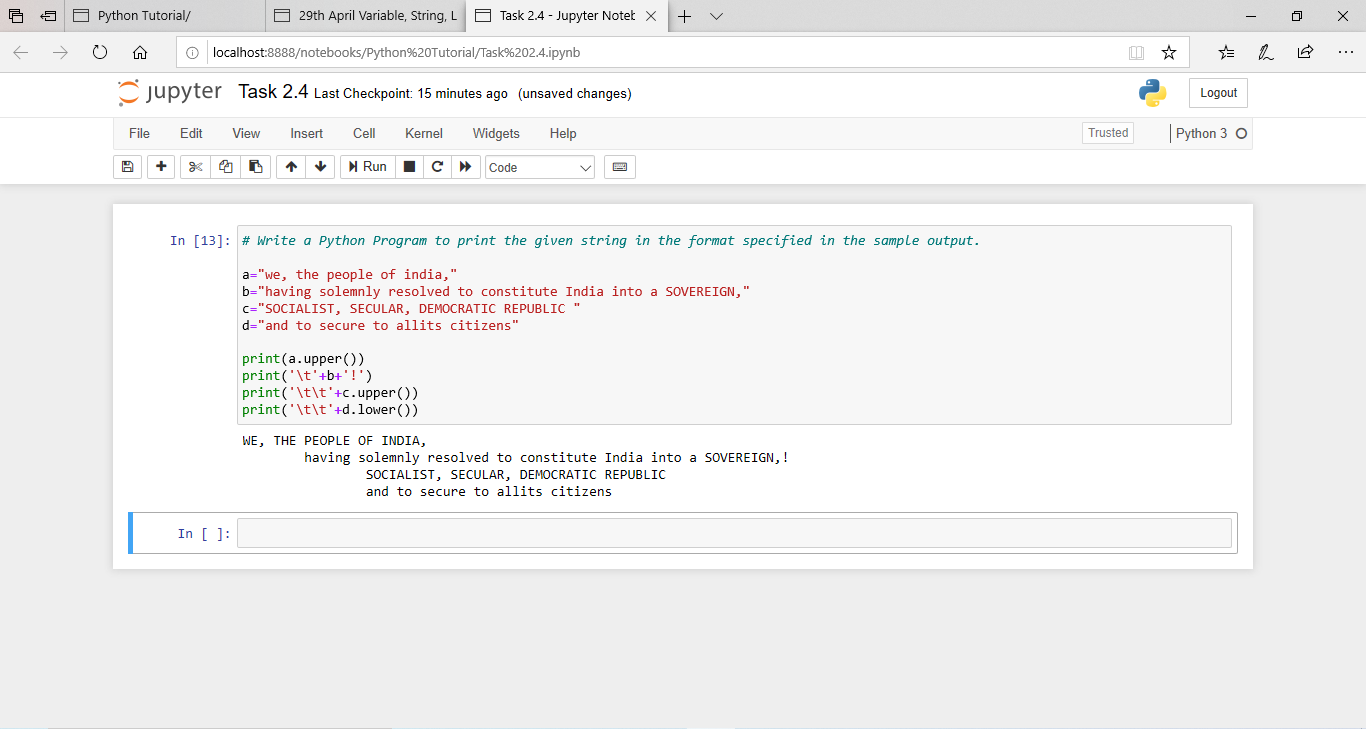 Python Tutorial/
29th April Variable, String, L
Task 2.4 - Jupyter Noteb
localhost:8888/notebooks/Python%20Tutorial/Task%202.4.ipynb
jupyter Task 2.4 Last Checkpoint: 15 minutes ago (unsaved changes)
Logout
File Edit View Insert Cell Kernel Widgets Help
Trusted
Python 3
Run
Code
In [13]: # Write a Python Program to print the given string in the format specified in the sample output.
a="we, the people of india,"
b="having solemnly resolved to constitute India into a SOVEREIGN,"
c="SOCIALIST, SECULAR, DEMOCRATIC REPUBLIC "
d="and to secure to allits citizens"
print(a.upper())
print('\t'+b+'!')
print('\t\t'+c.upper())
print('\t\t'+d.lower())
WE, THE PEOPLE OF INDIA,
        having solemnly resolved to constitute India into a SOVEREIGN,!
                SOCIALIST, SECULAR, DEMOCRATIC REPUBLIC
                and to secure to allits citizens
In [ ]: